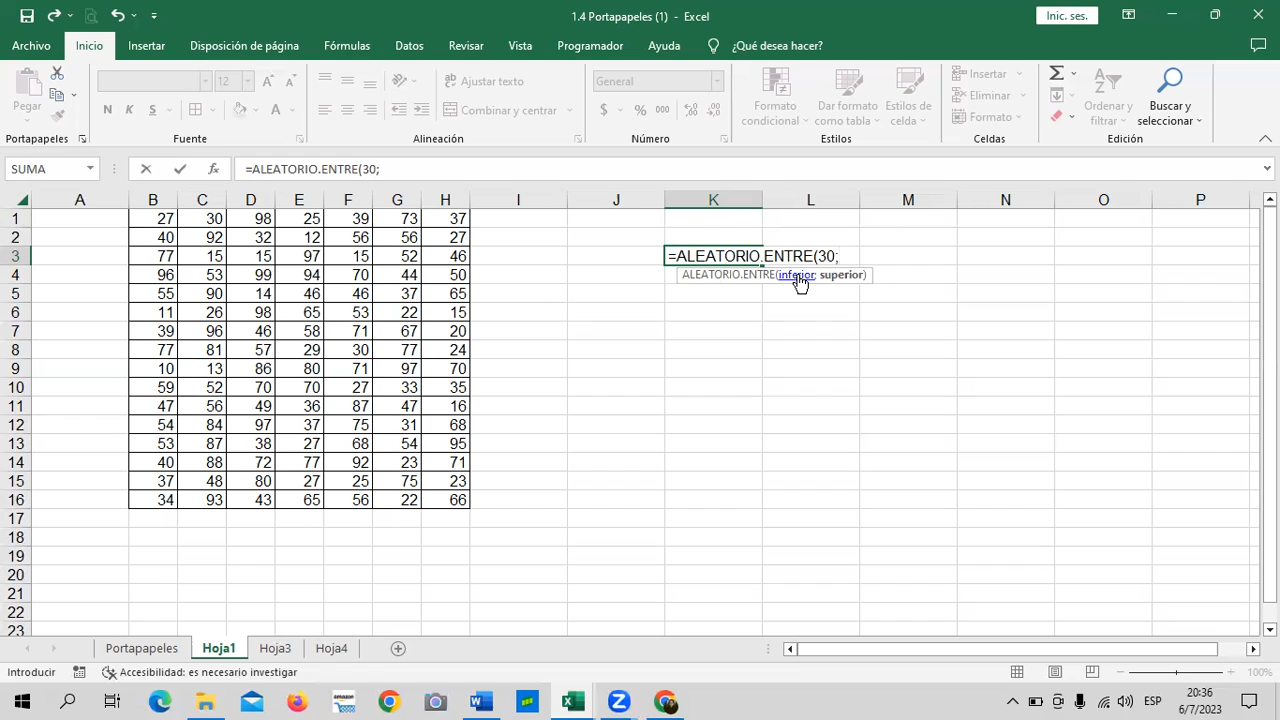 1.4 Portapapeles (1) - Excel
Inic. ses.
Archivo Inicio Insertar Disposición de página Fórmulas Datos Revisar Vista Programador Ayuda ¿Qué desea hacer?
12 Ajustar texto General Insertar
Pegar Formato condicional Dar formato como tabla Estilos de celda Eliminar Ordenar y filtrar Buscar y seleccionar
N K S Combinar y centrar $ % 000 Formato
Portapapeles Fuente Alineación Número Estilos Celdas Edición
SUMA =ALEATORIO.ENTRE(30;
A B C D E F G H I J K L M N O P
1 27 30 98 25 39 73 37
2 40 92 32 12 56 56 27
3 77 15 15 97 15 52 46 =ALEATORIO.ENTRE(30;
4 96 53 99 94 70 44 50 ALEATORIO.ENTRE(inferior; superior)
5 55 90 14 46 46 37 65
6 11 26 98 65 53 22 15
7 39 96 46 58 71 67 20
8 77 81 57 29 30 77 24
9 10 13 86 80 71 97 70
10 59 52 70 70 27 33 35
11 47 56 49 36 87 47 16
12 54 84 97 37 75 31 68
13 53 87 38 27 68 54 95
14 40 88 72 77 92 23 71
15 37 48 80 27 25 75 23
16 34 93 43 65 56 22 66
17
18
19
20
21
22
23
Portapapeles Hoja1 Hoja3 Hoja4
Introducir Accesibilidad: es necesario investigar 100%
ESP 20:36
6/7/2023